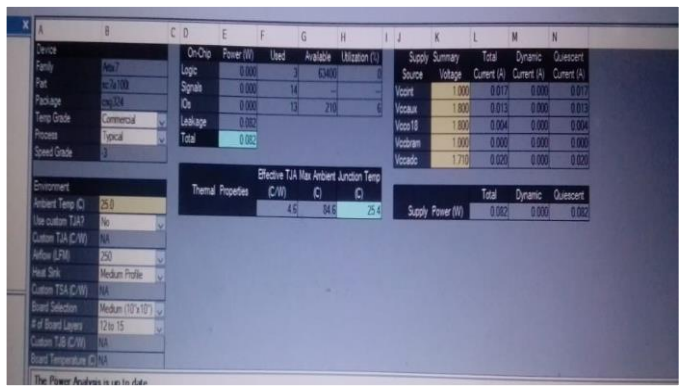 A B C D E F G H I J K L M N
Device
Family Artix7
Part xc7a100t
Package csg324
Temp Grade Commercial
Process Typical
Speed Grade -3
Environment
Ambient Temp (C) 25.0
Use custom TJA? No
Custom TJA (C/W) NA
Airflow (LFM) 250
Heat Sink Medium Profile
Custom TSA (C/W) NA
Board Selection Medium (10"x10")
# of Board Layers 12 to 15
Custom TJB (C/W) NA
Board Temperature (C) NA
On-Chip Power (W) Used Available Utilization (%)
Logic 0.000 3 63400 0
Signals 0.000 14 -- --
IOs 0.000 13 210 6
Leakage 0.082
Total 0.082
Effective TJA Max Ambient Junction Temp
Thermal Properties (C/W) (C) (C)
4.6 84.6 25.4
Supply Summary Total Dynamic Quiescent
Source Voltage Current (A) Current (A) Current (A)
Vccint 1.000 0.017 0.000 0.017
Vccaux 1.800 0.013 0.000 0.013
Vcco18 1.800 0.004 0.000 0.004
Vccbram 1.000 0.000 0.000 0.000
Vccadc 1.710 0.020 0.000 0.020
Total Dynamic Quiescent
Supply Power (W) 0.082 0.000 0.082
The Power Analysis is up to date.